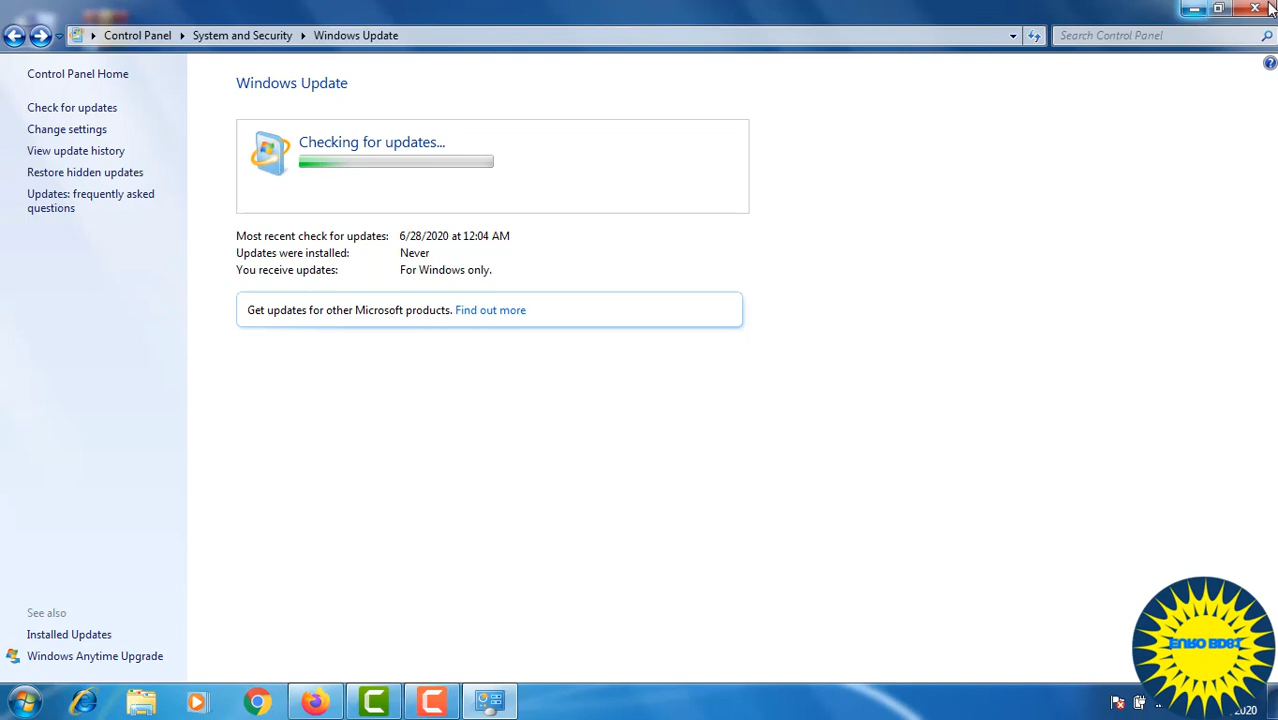 Control Panel
System and Security
Windows Update
Search Control Panel
Control Panel Home
Check for updates
Change settings
View update history
Restore hidden updates
Updates: frequently asked
questions
See also
Installed Updates
Windows Anytime Upgrade
Windows Update
Checking for updates...
Most recent check for updates: 6/28/2020 at 12:04 AM
Updates were installed: Never
You receive updates: For Windows only.
Get updates for other Microsoft products. Find out more
2020